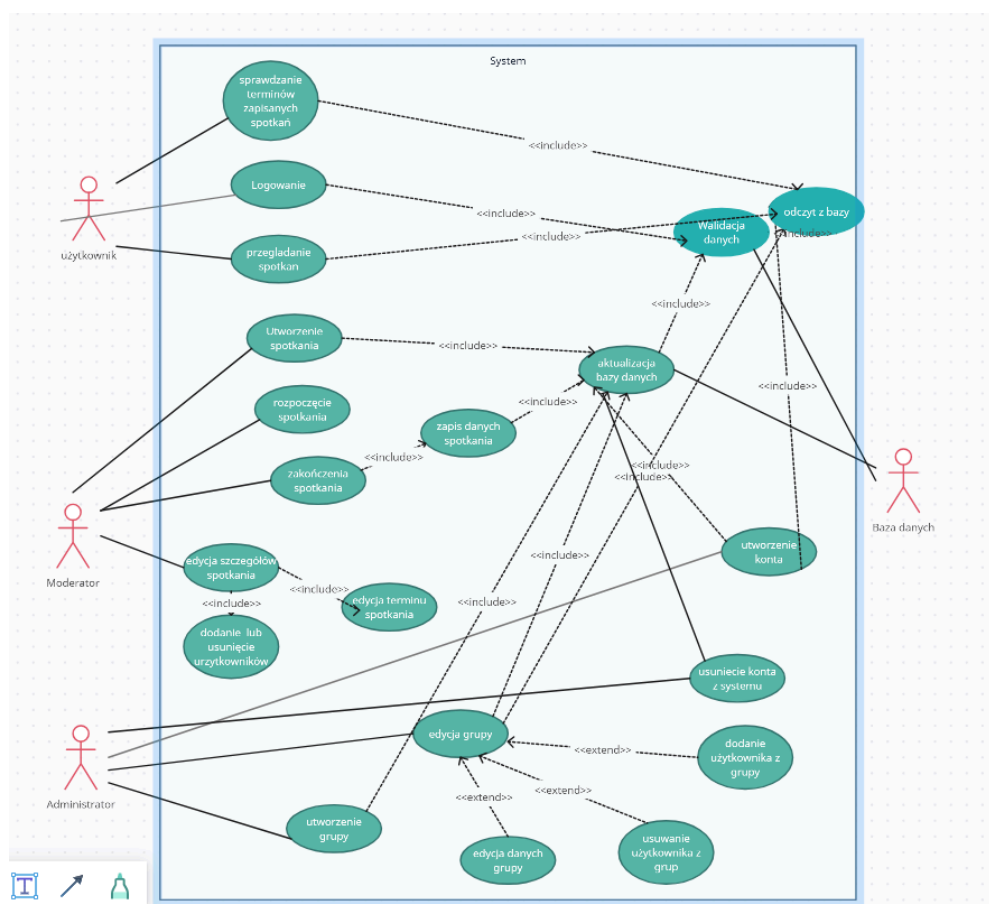 System
sprawdzanie
terminów
zapisanych
spotkań
<<include>>
Logowanie
<<include>>
odczyt z bazy
Walidacja
danych
<<include>>
<<include>>
przegladanie
spotkan
użytkownik
<<include>>
Utworzenie
spotkania
<<include>>
aktualizacja
bazy danych
<<include>>
rozpoczęcie
spotkania
<<include>>
zapis danych
spotkania
<<include>>
zakończenia
spotkania
<<include>>
<<include>>
Baza danych
Moderator
edycja szczegółów
spotkania
<<include>>
<<include>>
edycja terminu
spotkania
dodanie lub
usunięcie
urzytkowników
<<include>>
<<include>>
utworzenie
konta
usuniecie konta
z systemu
Administrator
edycja grupy
<<extend>>
dodanie
użytkownika z
grupy
<<extend>>
<<extend>>
utworzenie
grupy
edycja danych
grupy
usuwanie
użytkownika z
grup
T